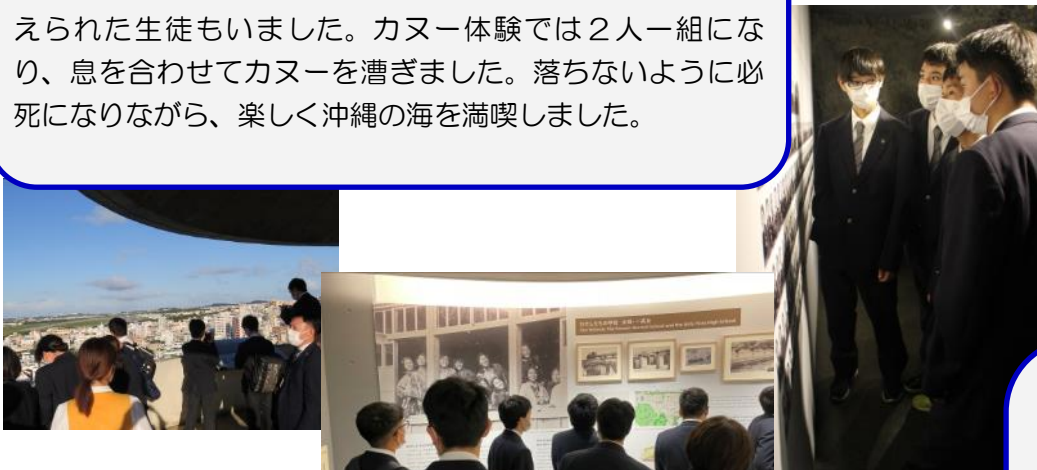 えられた生徒もいました。カヌー体験では２人一組にな
り、息を合わせてカヌーを漕ぎました。落ちないように必
死になりながら、楽しく沖縄の海を満喫しました。